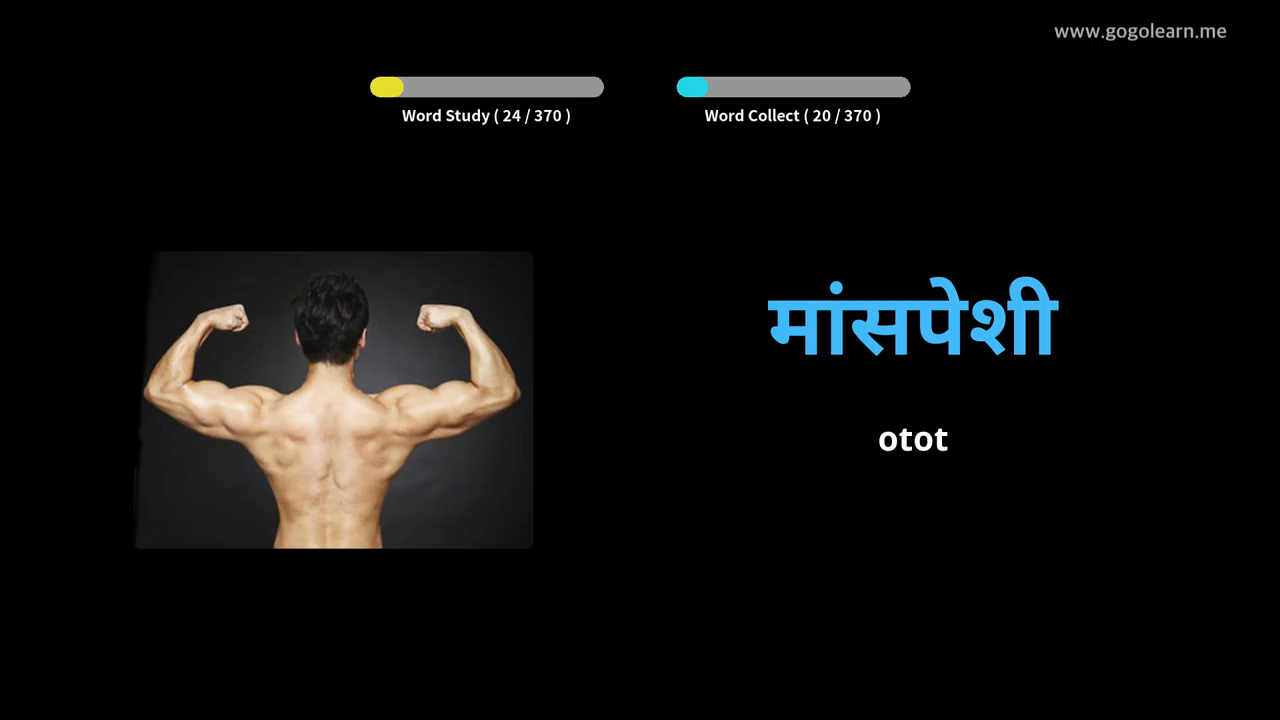 www.gogolearn.me
Word Study ( 24 / 370 )
Word Collect ( 20 / 370 )
मांसपेशी
otot